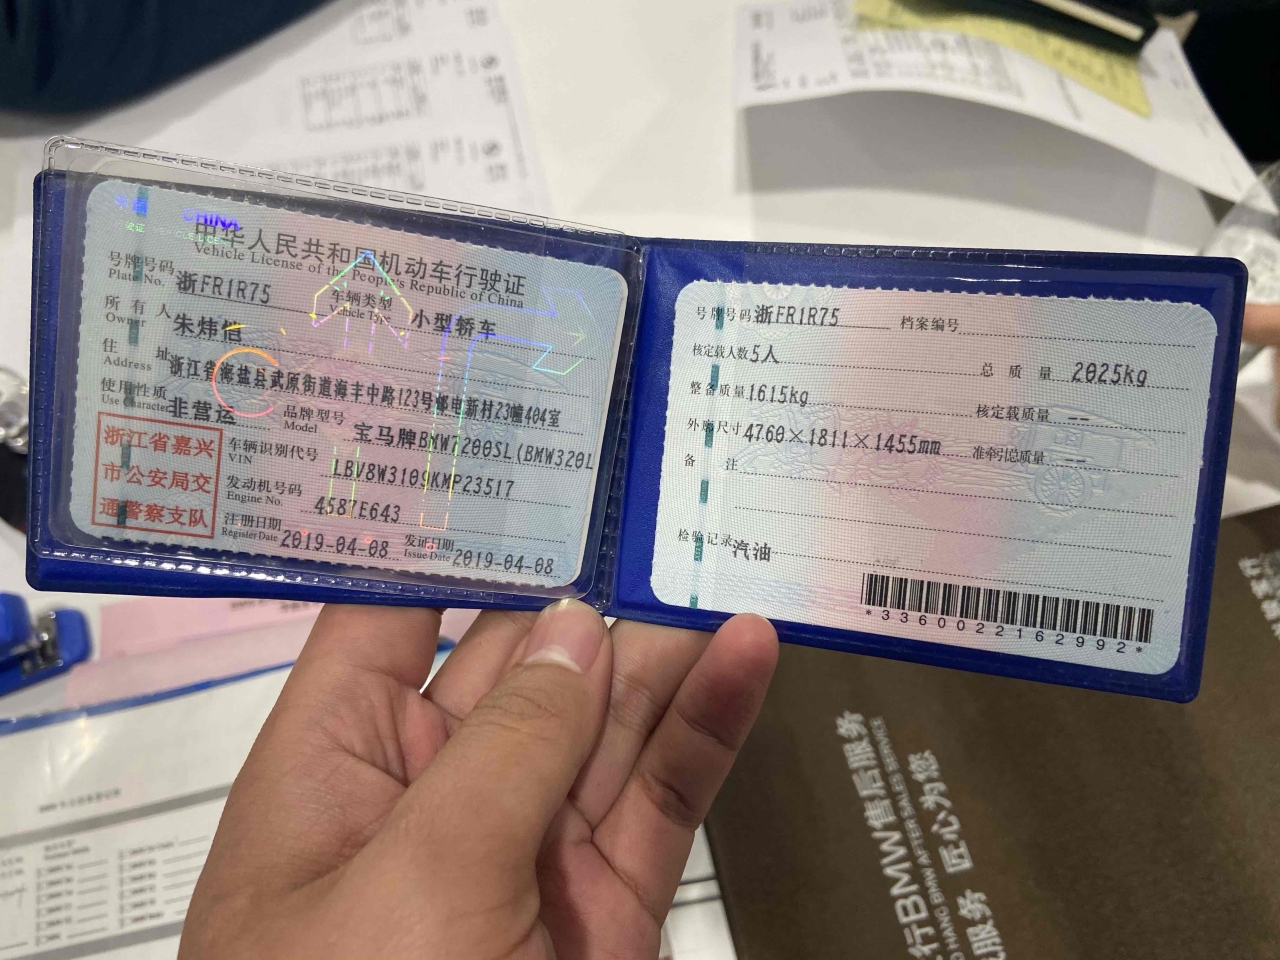 CHINA
中华人民共和国机动车行驶证
Vehicle License of the People's Republic of China
号牌号码 浙FR1R75 车辆类型 小型轿车
Plate No. Vehicle Type
所有人 朱炜恺
Owner
住址 浙江省海盐县武原街道海丰中路123号邮电新村23幢404室
Address
使用性质 非营运 品牌型号 宝马牌BMW7200SL(BMW320L
Use Character Model
浙江省嘉兴
市公安局交
通警察支队
车辆识别代号 LBV8W3109KMP23517
VIN
发动机号码 4587E643
Engine No.
注册日期 2019-04-08 发证日期 2019-04-08
Register Date Issue Date
号牌号码 浙FR1R75 档案编号
核定载人数 5人 总质量 2025kg
整备质量 1615kg 核定载质量 --
外廓尺寸 4760×1811×1455mm 准牵引总质量 --
备注
检验记录 汽油
*3360022162992*
BMW售后服务
BMW AFTER SALES SERVICE
服务 匠心为您